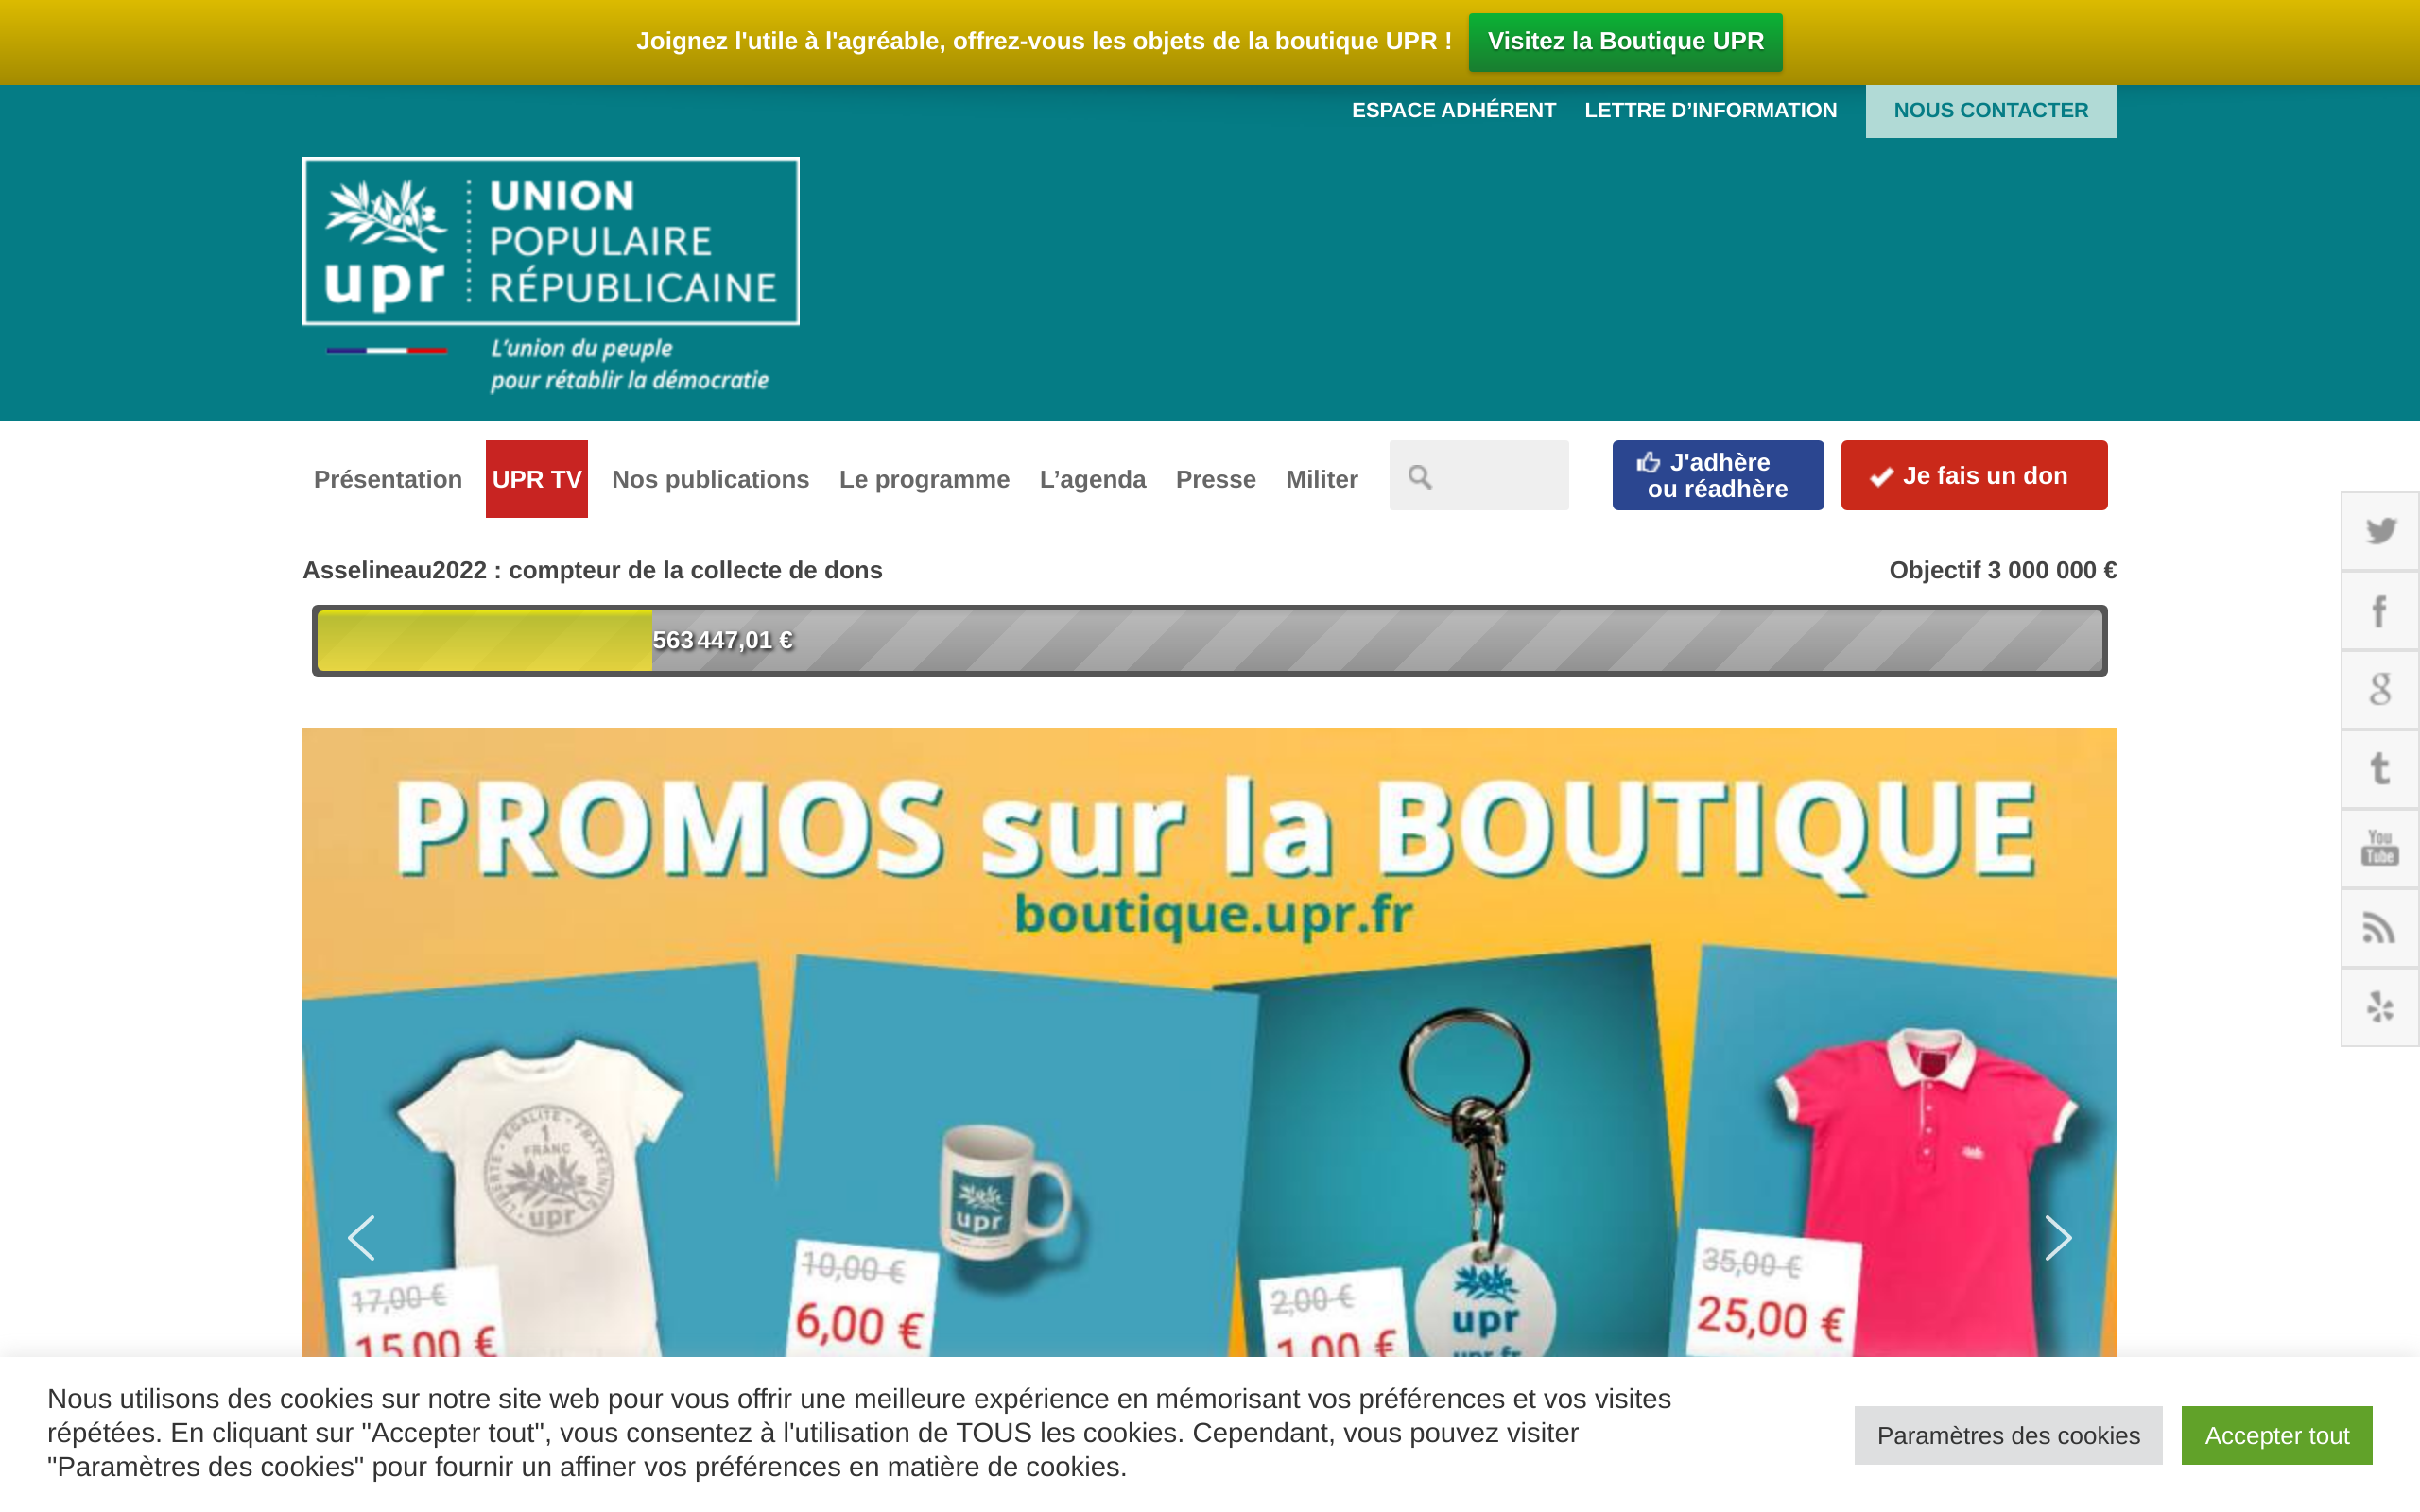 Joignez l'utile à l'agréable, offrez-vous les objets de la boutique UPR !
Visitez la Boutique UPR
ESPACE ADHÉRENT
LETTRE D’INFORMATION
NOUS CONTACTER
UNION
POPULAIRE
RÉPUBLICAINE
upr
L’union du peuple
pour rétablir la démocratie
Présentation
UPR TV
Nos publications
Le programme
L’agenda
Presse
Militer
J'adhère
ou réadhère
Je fais un don
Asselineau2022 : compteur de la collecte de dons
Objectif 3 000 000 €
563 447,01 €
PROMOS sur la BOUTIQUE
boutique.upr.fr
LIBERTÉ • ÉGALITÉ • FRATERNITÉ
1
FRANC
upr
17,00 €
15,00 €
upr
10,00 €
6,00 €
2,00 €
1,00 €
upr
upr.fr
35,00 €
25,00 €
You
Tube
Nous utilisons des cookies sur notre site web pour vous offrir une meilleure expérience en mémorisant vos préférences et vos visites
répétées. En cliquant sur "Accepter tout", vous consentez à l'utilisation de TOUS les cookies. Cependant, vous pouvez visiter
"Paramètres des cookies" pour fournir un affiner vos préférences en matière de cookies.
Paramètres des cookies
Accepter tout